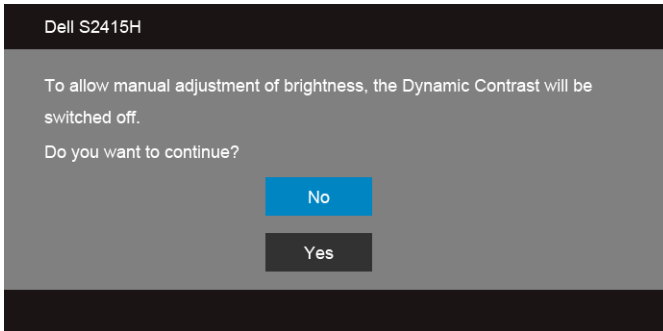 Dell S2415H
To allow manual adjustment of brightness, the Dynamic Contrast will be
switched off.
Do you want to continue?
No
Yes